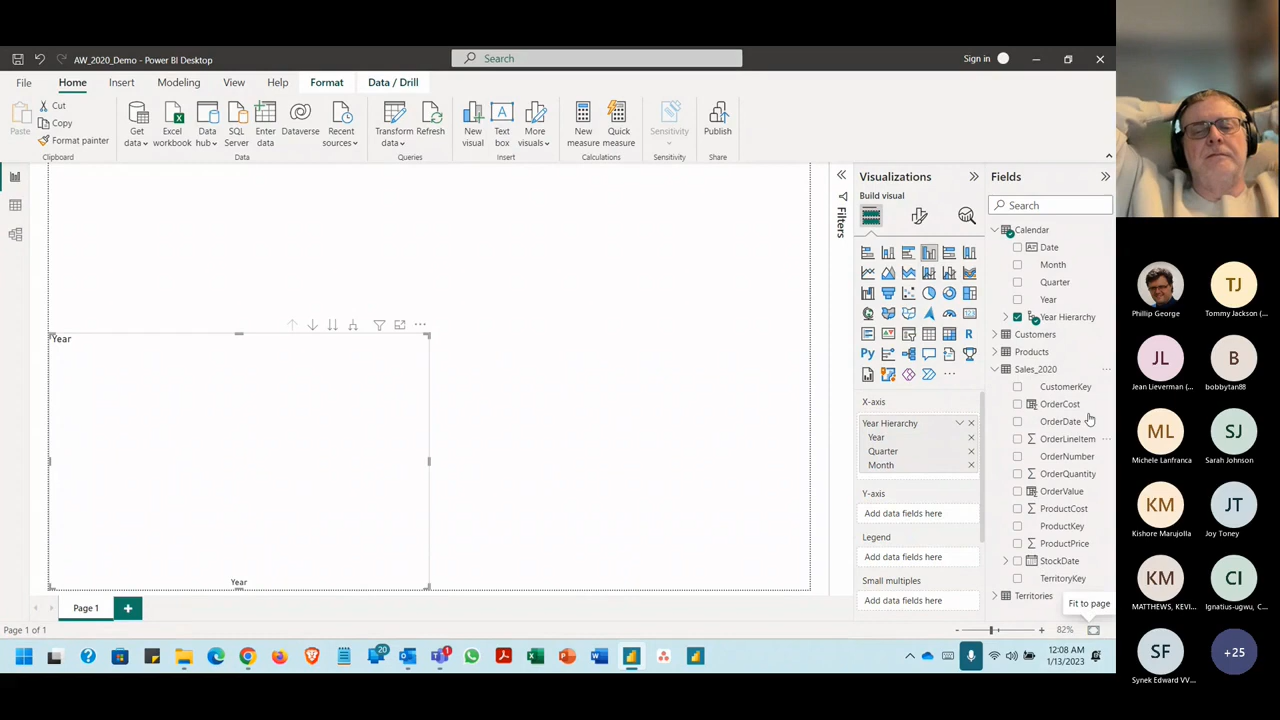 AW_2020_Demo - Power BI Desktop
Search
Sign in
File
Home
Insert
Modeling
View
Help
Format
Data / Drill
Paste
Cut
Copy
Format painter
Clipboard
Get data
Excel workbook
Data hub
SQL Server
Enter data
Dataverse
Recent sources
Data
Transform data
Refresh
Queries
New visual
Text box
More visuals
Insert
New measure
Quick measure
Calculations
Sensitivity
Sensitivity
Publish
Share
Year
Year
Filters
Visualizations
Build visual
R
Py
123
X-axis
Year Hierarchy
Year
Quarter
Month
Y-axis
Add data fields here
Legend
Add data fields here
Small multiples
Add data fields here
Fields
Search
Calendar
Date
Month
Quarter
Year
Year Hierarchy
Customers
Products
Sales_2020
CustomerKey
OrderCost
OrderDate
OrderLineItem
OrderNumber
OrderQuantity
OrderValue
ProductCost
ProductKey
ProductPrice
StockDate
TerritoryKey
Territories
Fit to page
Page 1
Page 1 of 1
82%
20
1
12:08 AM
1/13/2023
Phillip George
TJ
Tommy Jackson (...
JL
Jean Lieverman (...
B
bobbytan88
ML
Michele Lanfranca
SJ
Sarah Johnson
KM
Kishore Marujolla
JT
Joy Toney
KM
MATTHEWS, KEVI...
CI
Ignatius-ugwu, C...
SF
Synek Edward VV...
+25